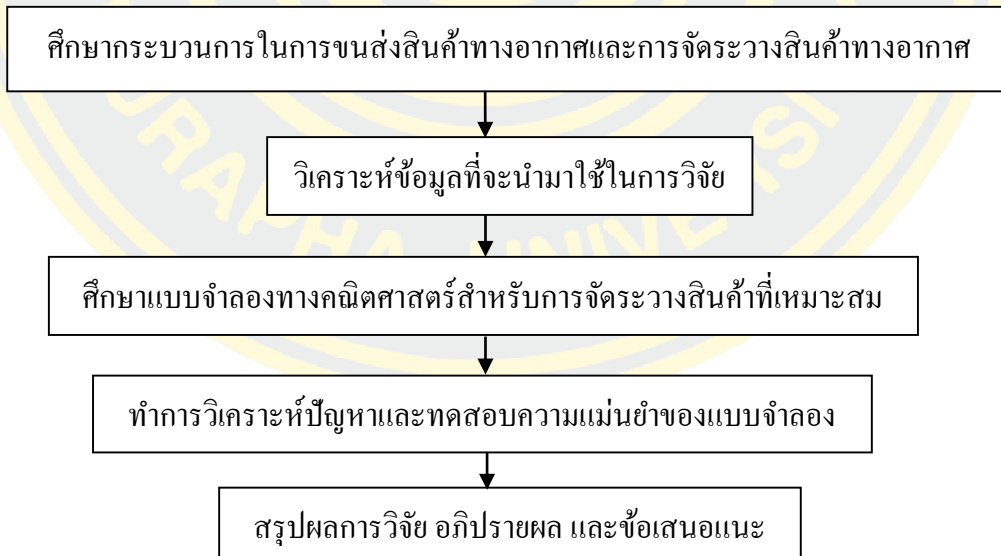 ศึกษากระบวนการในการขนส่งสินค้าทางอากาศและการจัดระวางสินค้าทางอากาศ
วิเคราะห์ข้อมูลที่จะนำมาใช้ในการวิจัย
ศึกษาแบบจำลองทางคณิตศาสตร์สำหรับการจัดระวางสินค้าที่เหมาะสม
ทำการวิเคราะห์ปัญหาและทดสอบความแม่นยำของแบบจำลอง
สรุปผลการวิจัย อภิปรายผล และข้อเสนอแนะ